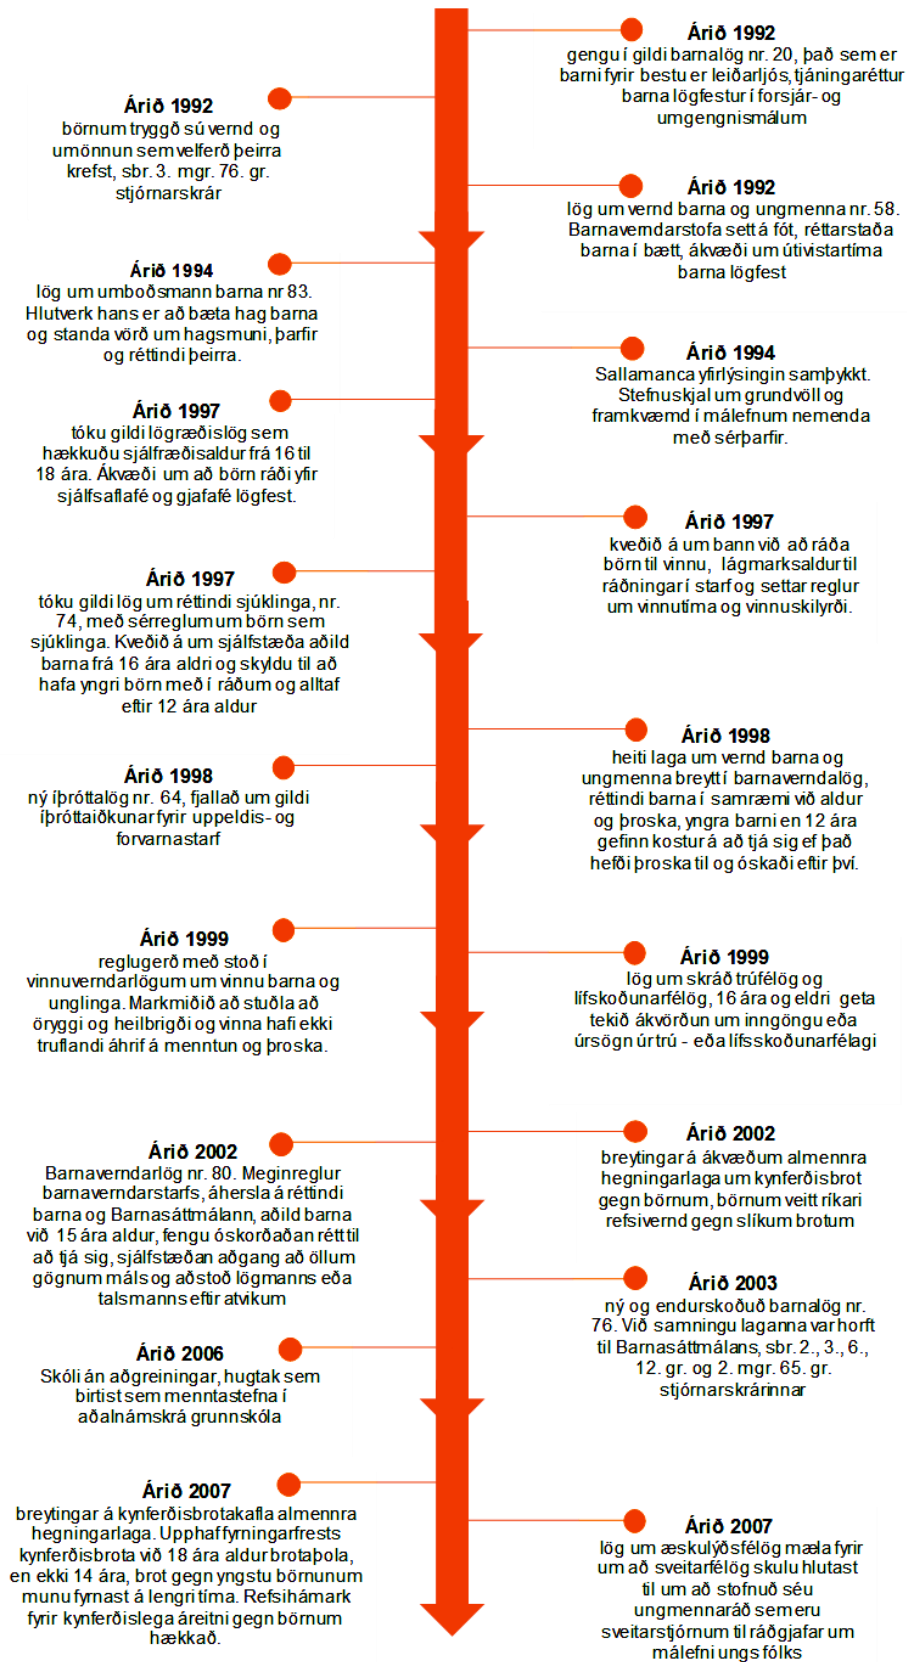 Árið 1992
gengu í gildi barnalög nr. 20, það sem er
barni fyrir bestu er leiðarljós, tjáningaréttur
barna lögfestur í forsjár- og
umgengnismálum
Árið 1992
börnum tryggð sú vernd og
umönnun sem velferð þeirra
krefst, sbr. 3. mgr. 76. gr.
stjórnarskrár
Árið 1992
lög um vernd barna og ungmenna nr. 58.
Barnaverndarstofa sett á fót, réttarstaða
barna í bætt, ákvæði um útivistartíma
barna lögfest
Árið 1994
lög um umboðsmann barna nr 83.
Hlutverk hans er að bæta hag barna
og standa vörð um hagsmuni, þarfir
og réttindi þeirra.
Árið 1994
Sallamanca yfirlýsingin samþykkt.
Stefnuskjal um grundvöll og
framkvæmd í málefnum nemenda
með sérþarfir.
Árið 1997
tóku gildi lögræðislög sem
hækkuðu sjálfræðisaldur frá 16 til
18 ára. Ákvæði um að börn ráði yfir
sjálfsaflafé og gjafafé lögfest.
Árið 1997
kveðið á um bann við að ráða
börn til vinnu, lágmarksaldur til
ráðningar í starf og settar reglur
um vinnutíma og vinnuskilyrði.
Árið 1997
tóku gildi lög um réttindi sjúklinga, nr.
74, með sérreglum um börn sem
sjúklinga. Kveðið á um sjálfstæða aðild
barna frá 16 ára aldri og skyldu til að
hafa yngri börn með í ráðum og alltaf
eftir 12 ára aldur
Árið 1998
heiti laga um vernd barna og
ungmenna breytt í barnaverndalög,
réttindi barna í samræmi við aldur
og þroska, yngra barni en 12 ára
gefinn kostur á að tjá sig ef það
hefði þroska til og óskaði eftir því.
Árið 1998
ný íþróttalög nr. 64, fjallað um gildi
íþróttaiðkunar fyrir uppeldis- og
forvarnastarf
Árið 1999
reglugerð með stoð í
vinnuverndarlögum um vinnu barna og
unglinga. Markmiðið að stuðla að
öryggi og heilbrigði og vinna hafi ekki
truflandi áhrif á menntun og þroska.
Árið 1999
lög um skráð trúfélög og
lífskoðunarfélög, 16 ára og eldri geta
tekið ákvörðun um inngöngu eða
úrsögn úr trú - eða lífsskoðunarfélagi
Árið 2002
breytingar á ákvæðum almennra
hegningarlaga um kynferðisbrot
gegn börnum, börnum veitt ríkari
refsivernd gegn slíkum brotum
Árið 2002
Barnaverndarlög nr. 80. Meginreglur
barnaverndarstarfs, áhersla á réttindi
barna og Barnasáttmálann, aðild barna
við 15 ára aldur, fengu óskorðaðan rétt til
að tjá sig, sjálfstæðan aðgang að öllum
gögnum máls og aðstoð lögmanns eða
talsmanns eftir atvikum
Árið 2003
ný og endurskoðuð barnalög nr.
76. Við samningu laganna var horft
til Barnasáttmálans, sbr. 2., 3., 6.,
12. gr. og 2. mgr. 65. gr.
stjórnarskrárinnar
Árið 2006
Skóli án aðgreiningar, hugtak sem
birtist sem menntastefna í
aðalnámskrá grunnskóla
Árið 2007
breytingar á kynferðisbrotakafla almennra
hegningarlaga. Upphaf fyrningarfrests
kynferðisbrota við 18 ára aldur brotaþola,
en ekki 14 ára, brot gegn yngstu börnunum
munu fyrnast á lengri tíma. Refsihámark
fyrir kynferðislega áreitni gegn börnum
hækkað.
Árið 2007
lög um æskulýðsfélög mæla fyrir
um að sveitarfélög skulu hlutast
til um að stofnuð séu
ungmennaráð sem eru
sveitarstjórnum til ráðgjafar um
málefni ungs fólks